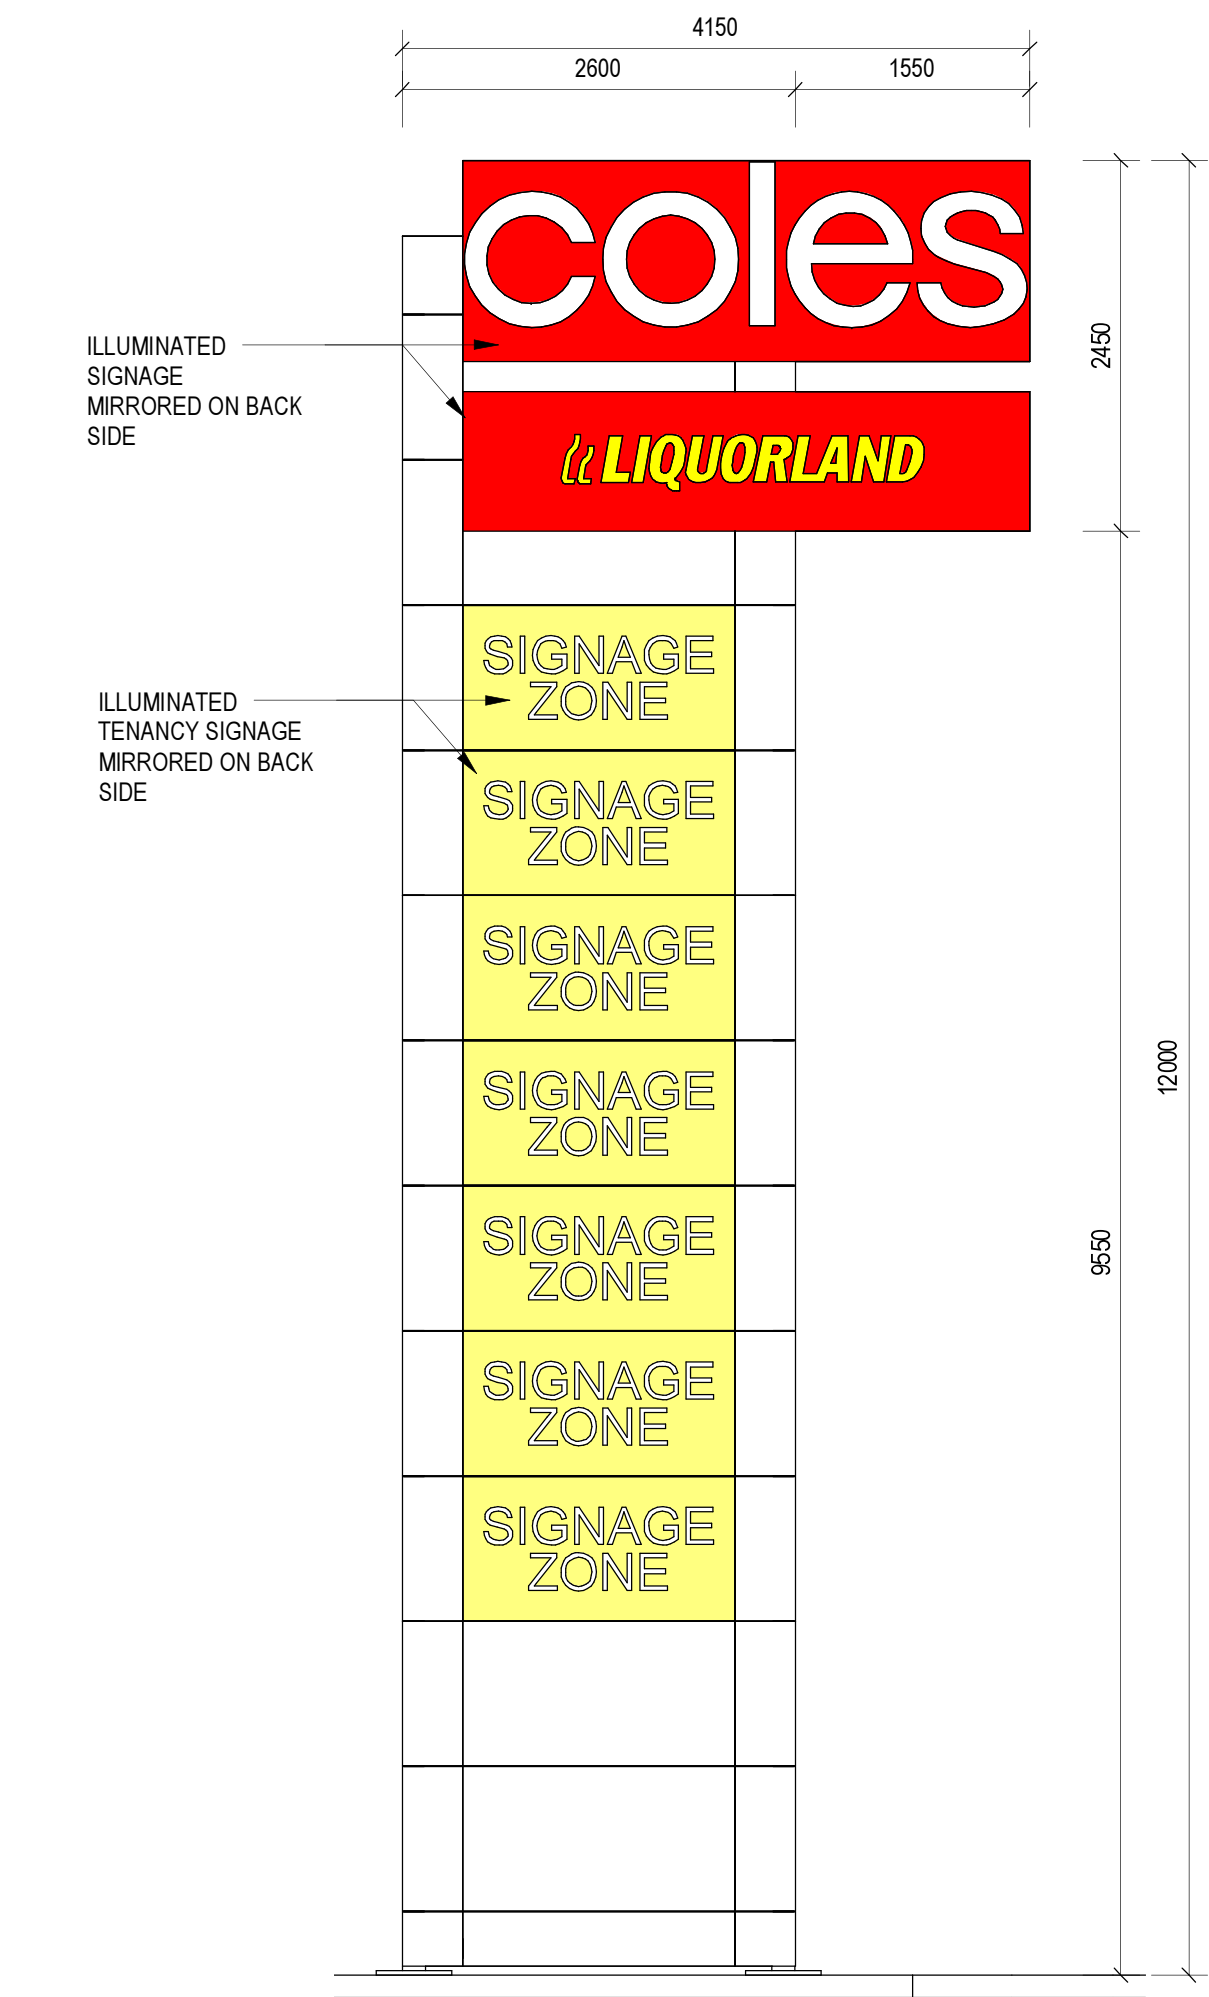 4150
2600
1550
coles
ILLUMINATED
SIGNAGE
MIRRORED ON BACK
SIDE
2450
LIQUORLAND
SIGNAGE
ZONE
ILLUMINATED
TENANCY SIGNAGE
MIRRORED ON BACK
SIDE
SIGNAGE
ZONE
SIGNAGE
ZONE
SIGNAGE
ZONE
12000
SIGNAGE
ZONE
9550
SIGNAGE
ZONE
SIGNAGE
ZONE